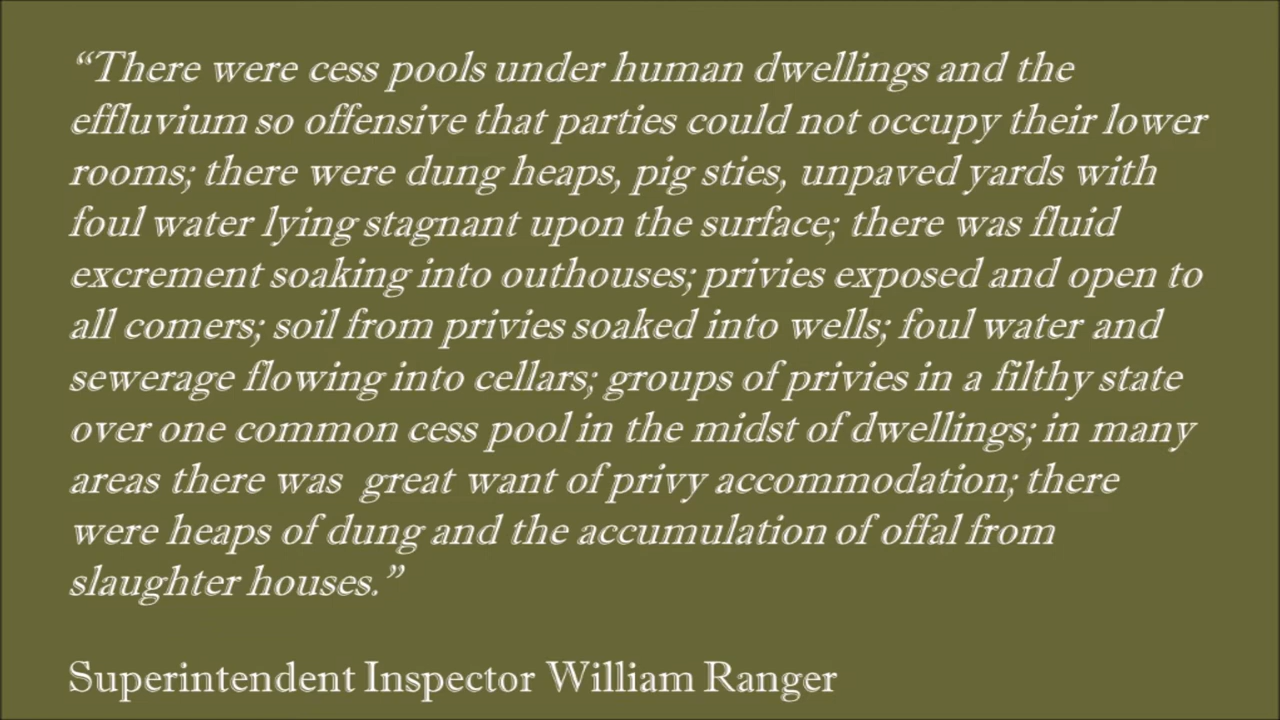 “There were cess pools under human dwellings and the
effluvium so offensive that parties could not occupy their lower
rooms; there were dung heaps, pig sties, unpaved yards with
foul water lying stagnant upon the surface; there was fluid
excrement soaking into outhouses; privies exposed and open to
all comers; soil from privies soaked into wells; foul water and
sewerage flowing into cellars; groups of privies in a filthy state
over one common cess pool in the midst of dwellings; in many
areas there was  great want of privy accommodation; there
were heaps of dung and the accumulation of offal from
slaughter houses.”
Superintendent Inspector William Ranger